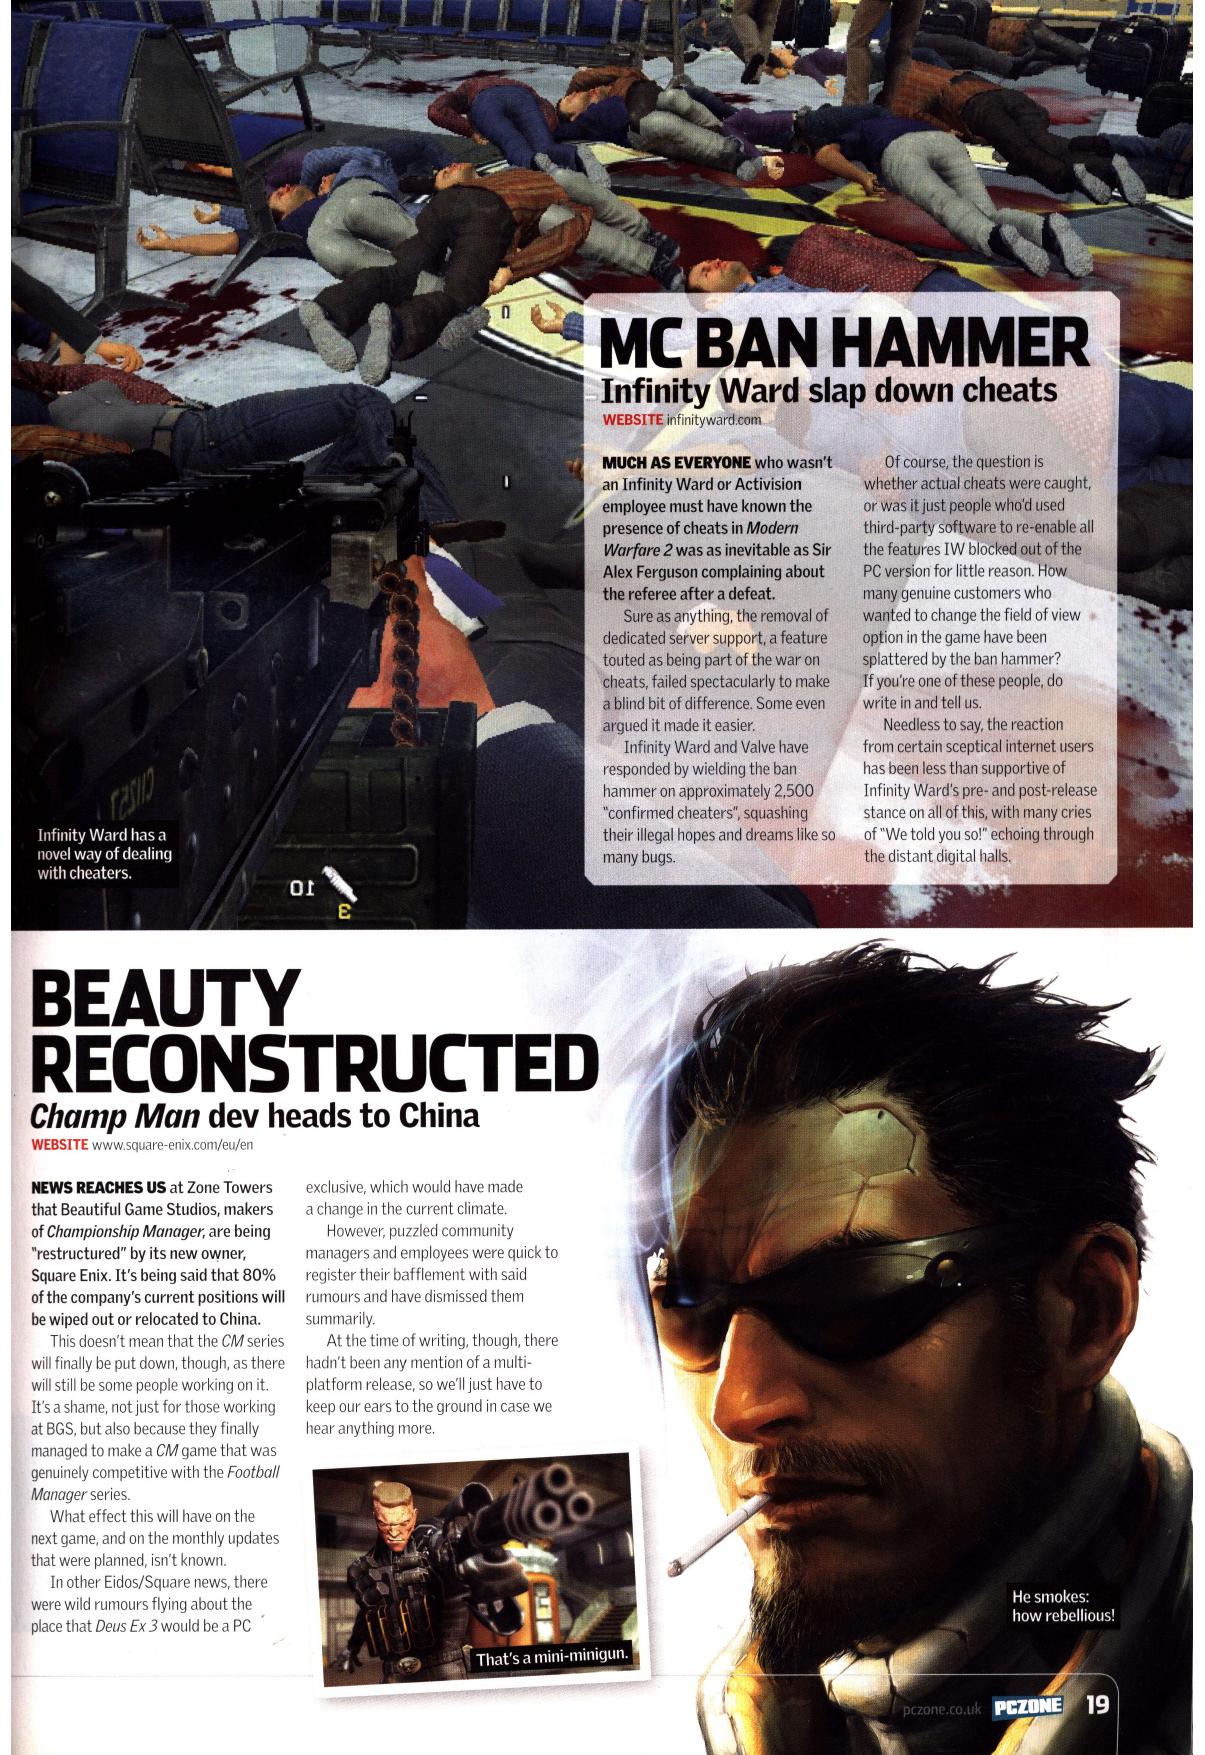 MC BAN HAMMER
Infinity Ward slap down cheats
WEBSITE infinityward.com
MUCH AS EVERYONE who wasn't
an Infinity Ward or Activision
employee must have known the
presence of cheats in Modern
Warfare 2 was as inevitable as Sir
Alex Ferguson complaining about
the referee after a defeat.
Sure as anything, the removal of
dedicated server support, a feature
touted as being part of the war on
cheats, failed spectacularly to make
a blind bit of difference. Some even
argued it made it easier.
Infinity Ward and Valve have
responded by wielding the ban
hammer on approximately 2,500
"confirmed cheaters", squashing
their illegal hopes and dreams like so
many bugs.
Of course, the question is
whether actual cheats were caught,
or was it just people who'd used
third-party software to re-enable all
the features IW blocked out of the
PC version for little reason. How
many genuine customers who
wanted to change the field of view
option in the game have been
splattered by the ban hammer?
If you're one of these people, do
write in and tell us.
Needless to say, the reaction
from certain sceptical internet users
has been less than supportive of
Infinity Ward's pre- and post-release
stance on all of this, with many cries
of "We told you so!" echoing through
the distant digital halls.
Infinity Ward has a
novel way of dealing
with cheaters.
10
3
BEAUTY
RECONSTRUCTED
Champ Man dev heads to China
WEBSITE www.square-enix.com/eu/en
NEWS REACHES US at Zone Towers
that Beautiful Game Studios, makers
of Championship Manager, are being
"restructured" by its new owner,
Square Enix. It's being said that 80%
of the company's current positions will
be wiped out or relocated to China.
This doesn't mean that the CM series
will finally be put down, though, as there
will still be some people working on it.
It's a shame, not just for those working
at BGS, but also because they finally
managed to make a CM game that was
genuinely competitive with the Football
Manager series.
What effect this will have on the
next game, and on the monthly updates
that were planned, isn't known.
In other Eidos/Square news, there
were wild rumours flying about the
place that Deus Ex 3 would be a PC
exclusive, which would have made
a change in the current climate.
However, puzzled community
managers and employees were quick to
register their bafflement with said
rumours and have dismissed them
summarily.
At the time of writing, though, there
hadn't been any mention of a multi-
platform release, so we'll just have to
keep our ears to the ground in case we
hear anything more.
That's a mini-minigun.
He smokes:
how rebellious!
pczone.co.uk PCZONE 19